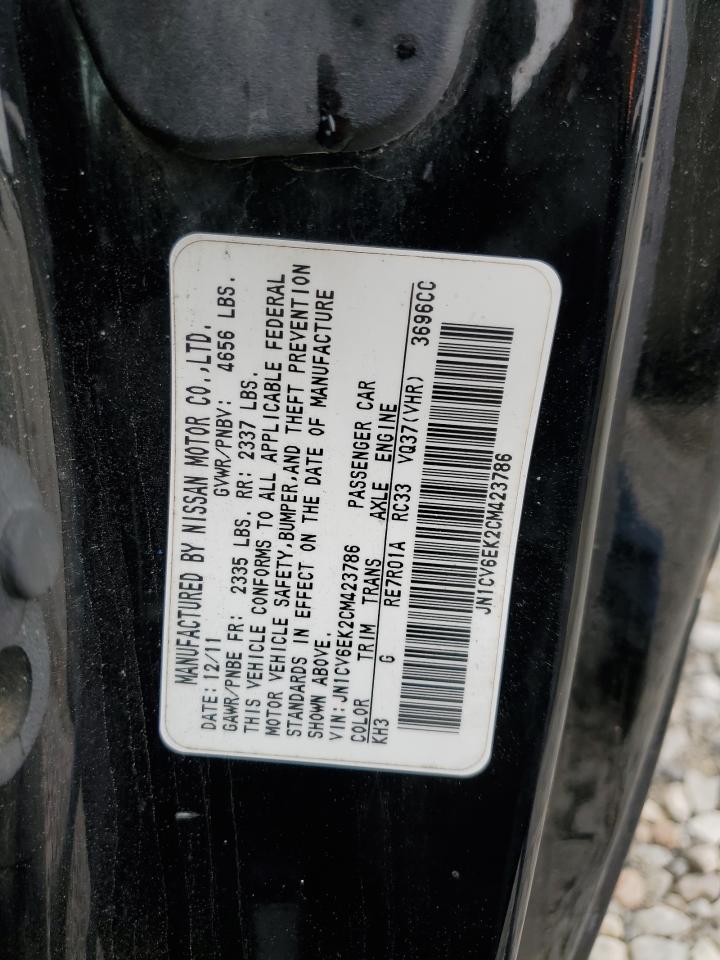 MANUFACTURED BY NISSAN MOTOR CO.,LTD.
DATE: 12/11 GVWR/PNBV: 4656 LBS.
GAWR/PNBE FR: 2335 LBS. RR: 2337 LBS.
THIS VEHICLE CONFORMS TO ALL APPLICABLE FEDERAL
MOTOR VEHICLE SAFETY,BUMPER,AND THEFT PREVENTION
STANDARDS IN EFFECT ON THE DATE OF MANUFACTURE
SHOWN ABOVE.
VIN:JN1CV6EK2CM423786 PASSENGER CAR
COLOR TRIM TRANS AXLE ENGINE
KH3 G RE7R01A RC33 VQ37(VHR) 3696CC
JN1CV6EK2CM423786